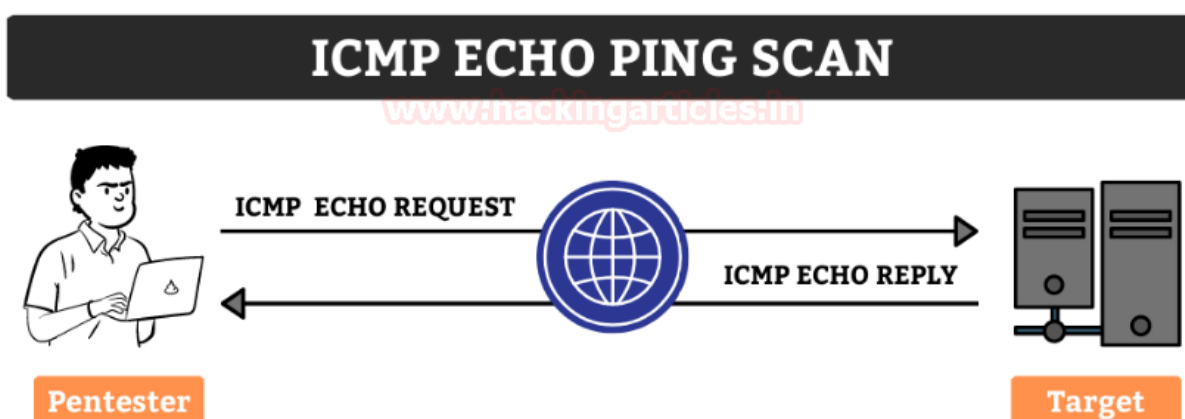 ICMP ECHO PING SCAN
www.hackingarticles.in
ICMP ECHO REQUEST
ICMP ECHO REPLY
Pentester
Target